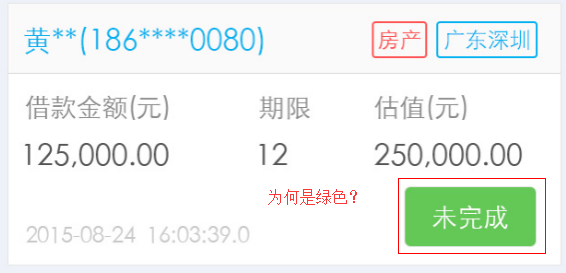 黄**(186****0080) 房产 广东深圳
借款金额(元) 期限 估值(元)
125,000.00 12 250,000.00
为何是绿色?
未完成
2015-08-24 16:03:39.0